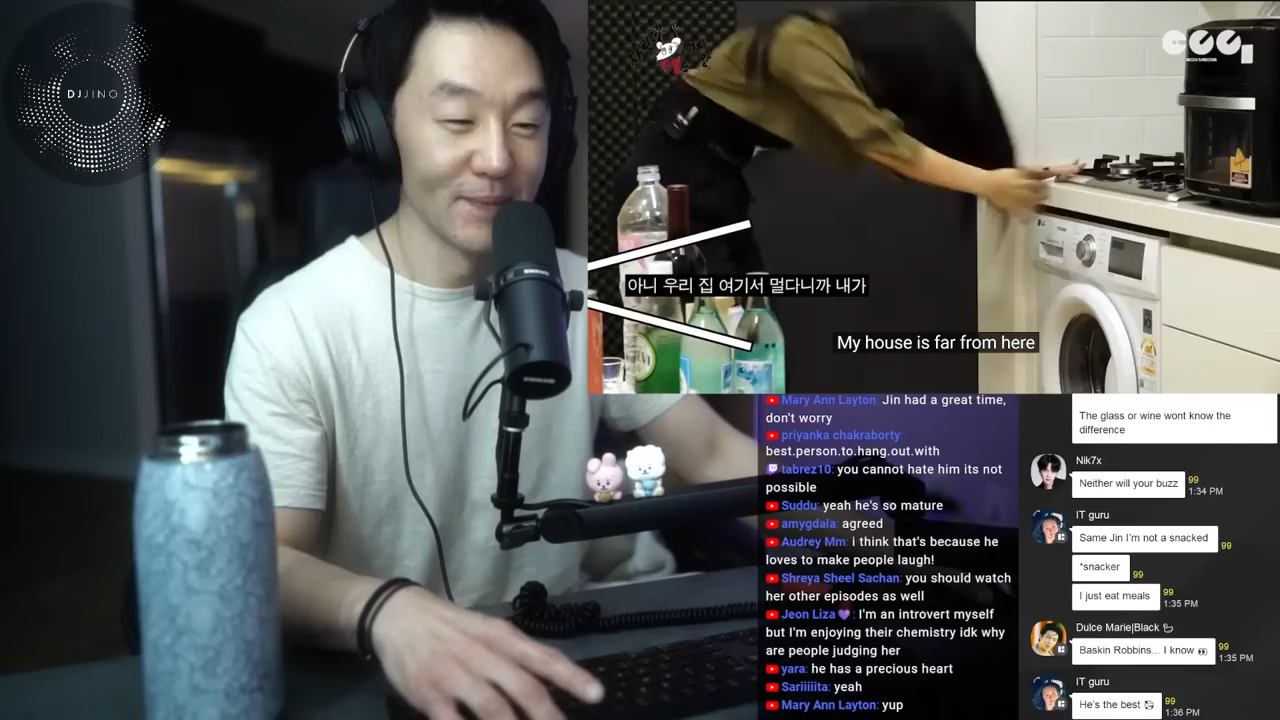 DJJINO
BOXMEDIA
아니 우리 집 여기서 멀다니까 내가
My house is far from here
Mary Ann Layton: Jin had a great time,
don't worry
priyanka chakraborty:
best.person.to.hang.out.with
tabrez10: you cannot hate him its not
possible
Suddu: yeah he's so mature
amygdala: agreed
Audrey Mm: i think that's because he
loves to make people laugh!
Shreya Sheel Sachan: you should watch
her other episodes as well
Jeon Liza💜: I'm an introvert myself
but I'm enjoying their chemistry idk why
are people judging her
yara: he has a precious heart
Sariiiiita: yeah
Mary Ann Layton: yup
The glass or wine wont know the
difference
Nik7x
Neither will your buzz
99
1:34 PM
IT guru
Same Jin I'm not a snacked
99
*snacker
99
I just eat meals
1:35 PM
Dulce Marie|Black
Baskin Robbins... I know 👀
99
1:35 PM
IT guru
He's the best 😘
99
1:36 PM